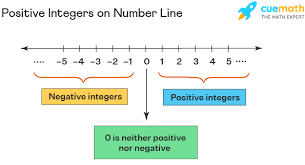 Positive Integers on Number Line
cuemath
THE MATH EXPERT
.... -5 -4 -3 -2 -1 0 1 2 3 4 5 ....
Negative integers
Positive integers
0 is neither positive
nor negative